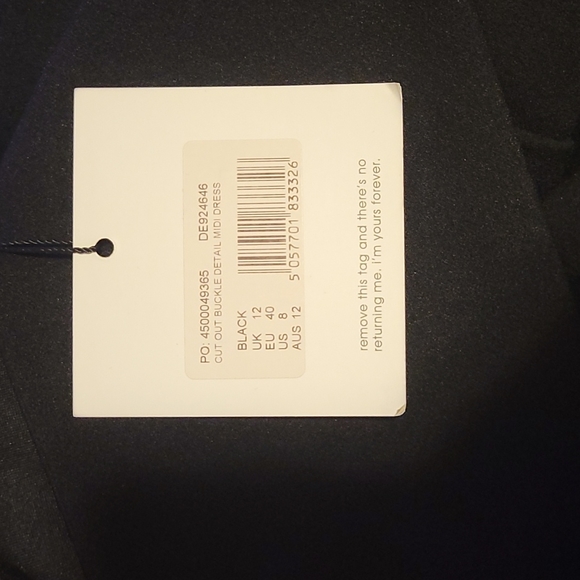 PO: 4500049365 DE924646
CUT OUT BUCKLE DETAIL MIDI DRESS
BLACK
UK 12
EU 40
US 8
AUS 12
5 057701 833326
remove this tag and there's no
returning me. i'm yours forever.